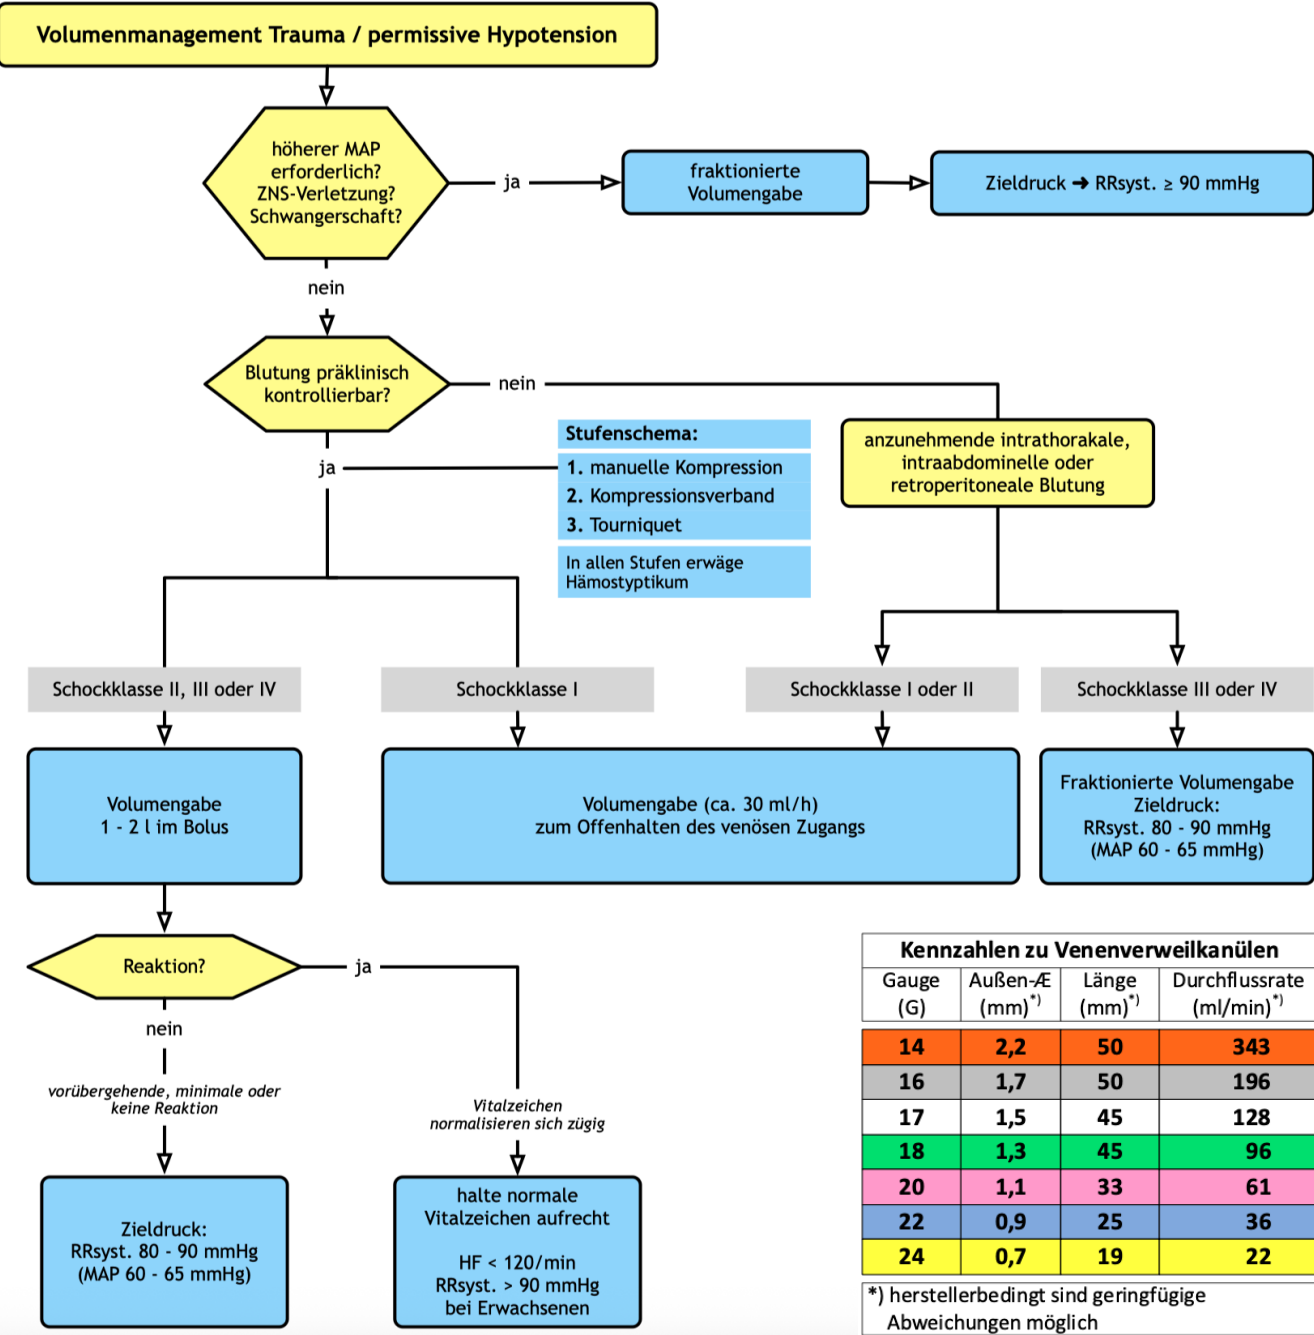 Volumenmanagement Trauma / permissive Hypotension
höherer MAP
erforderlich?
ZNS-Verletzung?
Schwangerschaft?
ja
fraktionierte
Volumengabe
Zieldruck ➜ RRsyst. ≥ 90 mmHg
nein
Blutung präklinisch
kontrollierbar?
nein
anzunehmende intrathorakale,
intraabdominelle oder
retroperitoneale Blutung
ja
Stufenschema:
1. manuelle Kompression
2. Kompressionsverband
3. Tourniquet
In allen Stufen erwäge
Hämostyptikum
Schockklasse II, III oder IV
Schockklasse I
Schockklasse I oder II
Schockklasse III oder IV
Volumengabe
1 - 2 l im Bolus
Volumengabe (ca. 30 ml/h)
zum Offenhalten des venösen Zugangs
Fraktionierte Volumengabe
Zieldruck:
RRsyst. 80 - 90 mmHg
(MAP 60 - 65 mmHg)
Reaktion?
ja
nein
vorübergehende, minimale oder
keine Reaktion
Vitalzeichen
normalisieren sich zügig
Zieldruck:
RRsyst. 80 - 90 mmHg
(MAP 60 - 65 mmHg)
halte normale
Vitalzeichen aufrecht
HF < 120/min
RRsyst. > 90 mmHg
bei Erwachsenen
Kennzahlen zu Venenverweilkanülen
Gauge (G) Außen-Æ (mm)*) Länge (mm)*) Durchflussrate (ml/min)*)
14 2,2 50 343
16 1,7 50 196
17 1,5 45 128
18 1,3 45 96
20 1,1 33 61
22 0,9 25 36
24 0,7 19 22
*) herstellerbedingt sind geringfügige
Abweichungen möglich